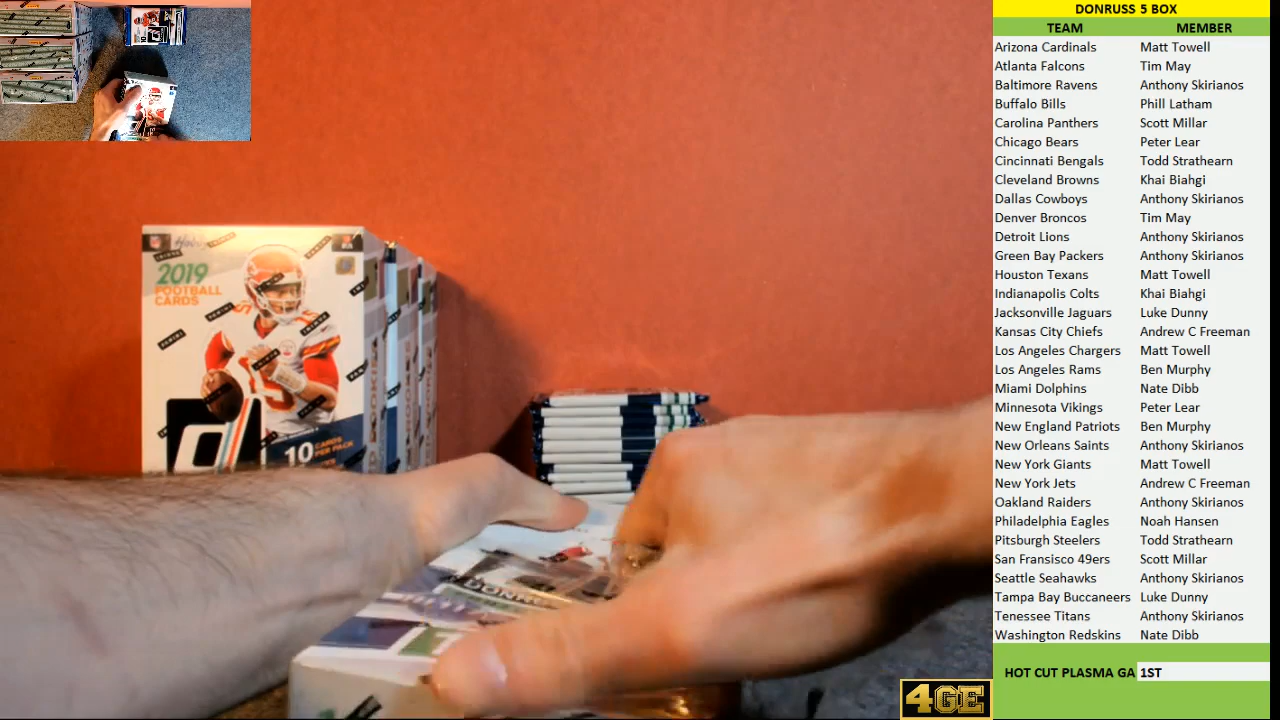 DONRUSS 5 BOX
TEAM MEMBER
Arizona Cardinals Matt Towell
Atlanta Falcons Tim May
Baltimore Ravens Anthony Skirianos
Buffalo Bills Phill Latham
Carolina Panthers Scott Millar
Chicago Bears Peter Lear
Cincinnati Bengals Todd Strathearn
Cleveland Browns Khai Biahgi
Dallas Cowboys Anthony Skirianos
Denver Broncos Tim May
Detroit Lions Anthony Skirianos
Green Bay Packers Anthony Skirianos
Houston Texans Matt Towell
Indianapolis Colts Khai Biahgi
Jacksonville Jaguars Luke Dunny
Kansas City Chiefs Andrew C Freeman
Los Angeles Chargers Matt Towell
Los Angeles Rams Ben Murphy
Miami Dolphins Nate Dibb
Minnesota Vikings Peter Lear
New England Patriots Ben Murphy
New Orleans Saints Anthony Skirianos
New York Giants Matt Towell
New York Jets Andrew C Freeman
Oakland Raiders Anthony Skirianos
Philadelphia Eagles Noah Hansen
Pitsburgh Steelers Todd Strathearn
San Fransisco 49ers Scott Millar
Seattle Seahawks Anthony Skirianos
Tampa Bay Buccaneers Luke Dunny
Tenessee Titans Anthony Skirianos
Washington Redskins Nate Dibb
HOT CUT PLASMA GA 1ST
4GE
2019
FOOTBALL
CARDS
10 CARDS
PER PACK